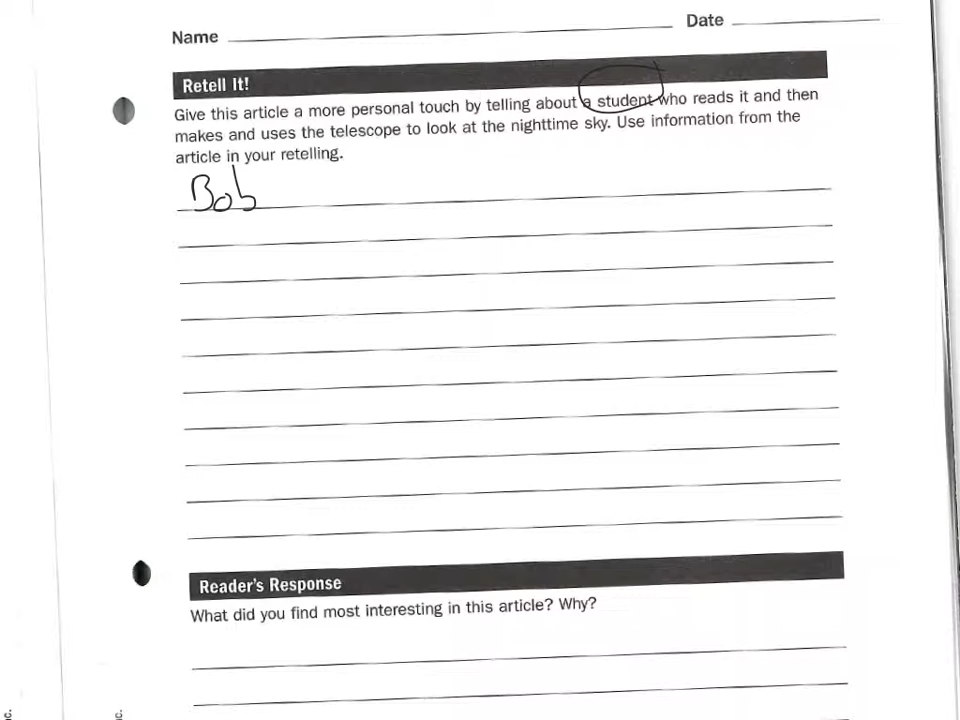 Name
Date
Retell It!
Give this article a more personal touch by telling about a student who reads it and then
makes and uses the telescope to look at the nighttime sky. Use information from the
article in your retelling.
Bob
Reader's Response
What did you find most interesting in this article? Why?
nc.
nc.